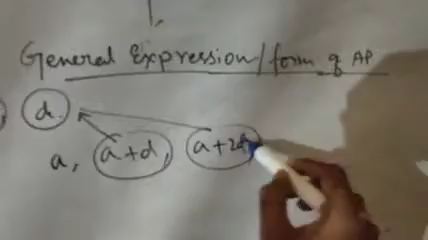 General Expression/form of AP
d.
a, a+d, a+2d